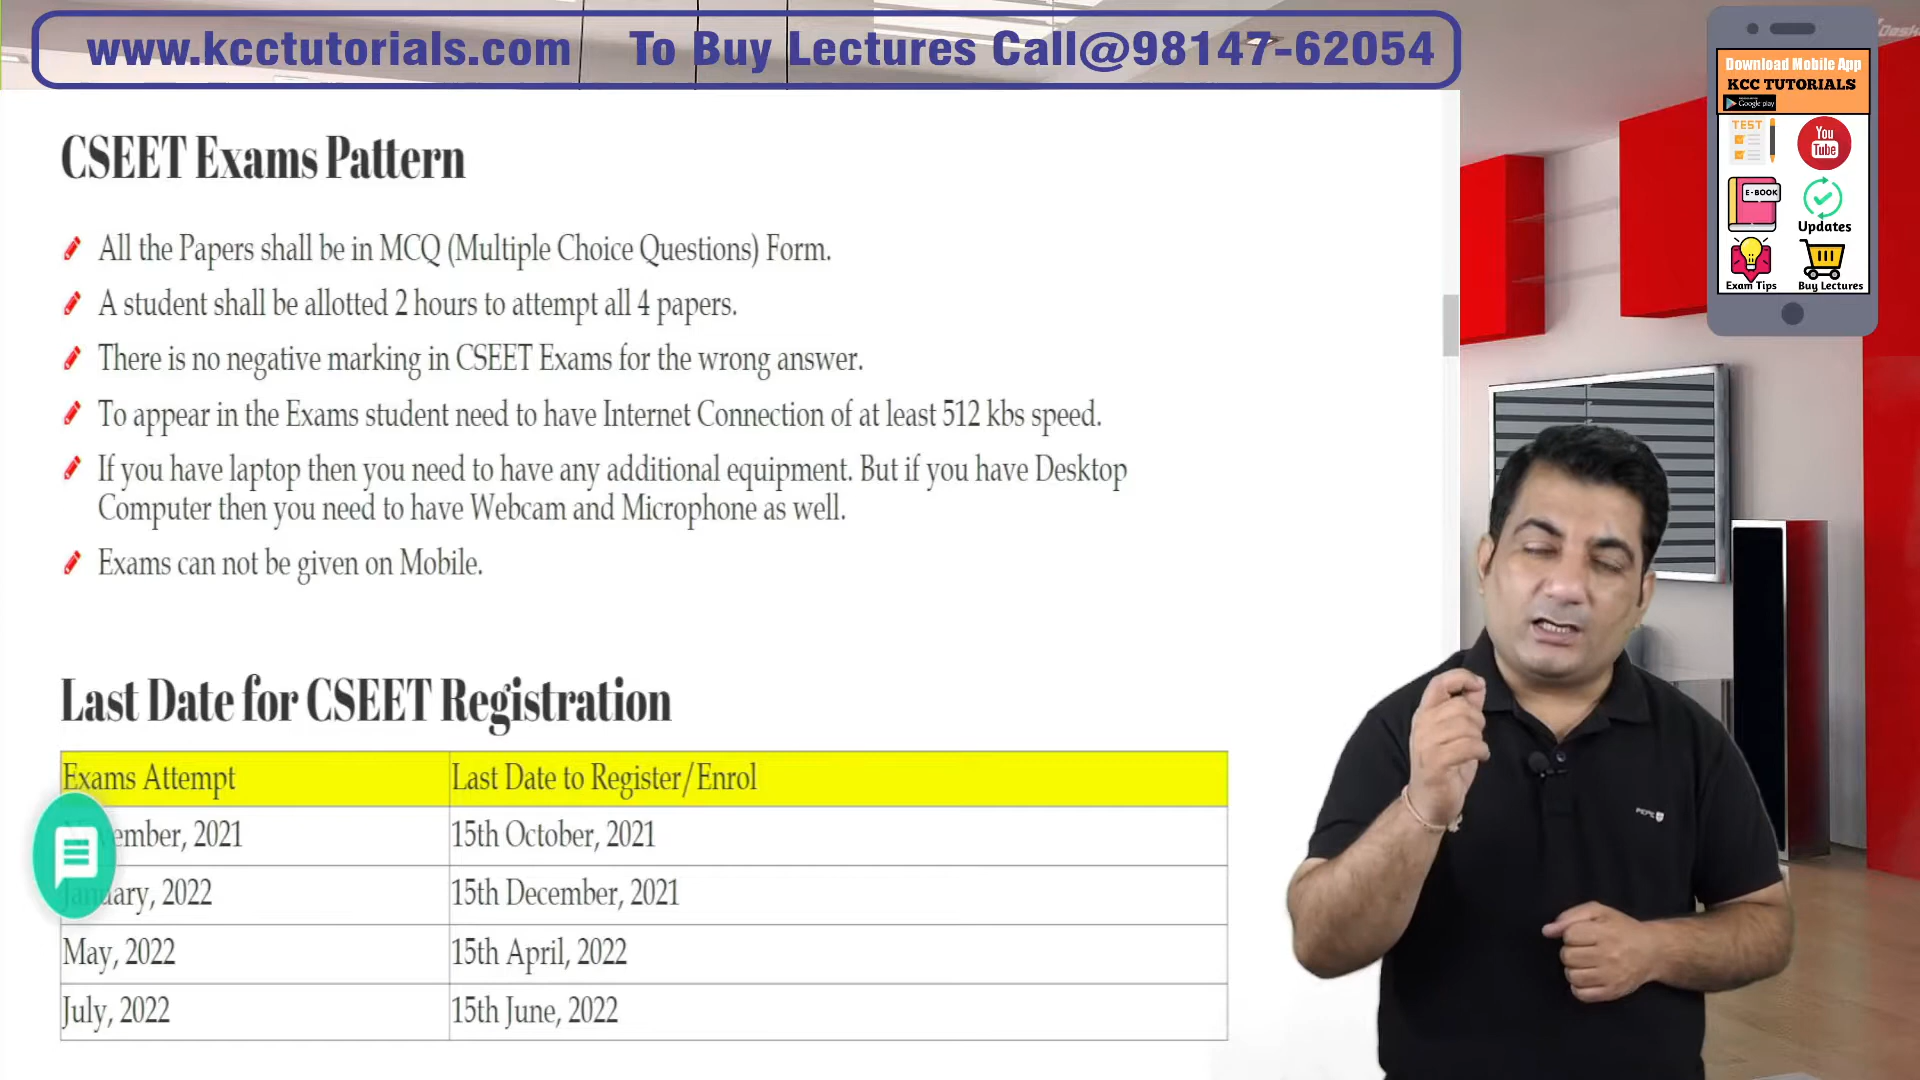 www.kcctutorials.com To Buy Lectures Call@98147-62054
Download Mobile App
KCC TUTORIALS
Google play
TEST
You
Tube
E-BOOK
Updates
Exam Tips
Buy Lectures
CSEET Exams Pattern
All the Papers shall be in MCQ (Multiple Choice Questions) Form.
A student shall be allotted 2 hours to attempt all 4 papers.
There is no negative marking in CSEET Exams for the wrong answer.
To appear in the Exams student need to have Internet Connection of at least 512 kbs speed.
If you have laptop then you need to have any additional equipment. But if you have Desktop
Computer then you need to have Webcam and Microphone as well.
Exams can not be given on Mobile.
Last Date for CSEET Registration
Exams Attempt Last Date to Register/Enrol
ember, 2021 15th October, 2021
January, 2022 15th December, 2021
May, 2022 15th April, 2022
July, 2022 15th June, 2022